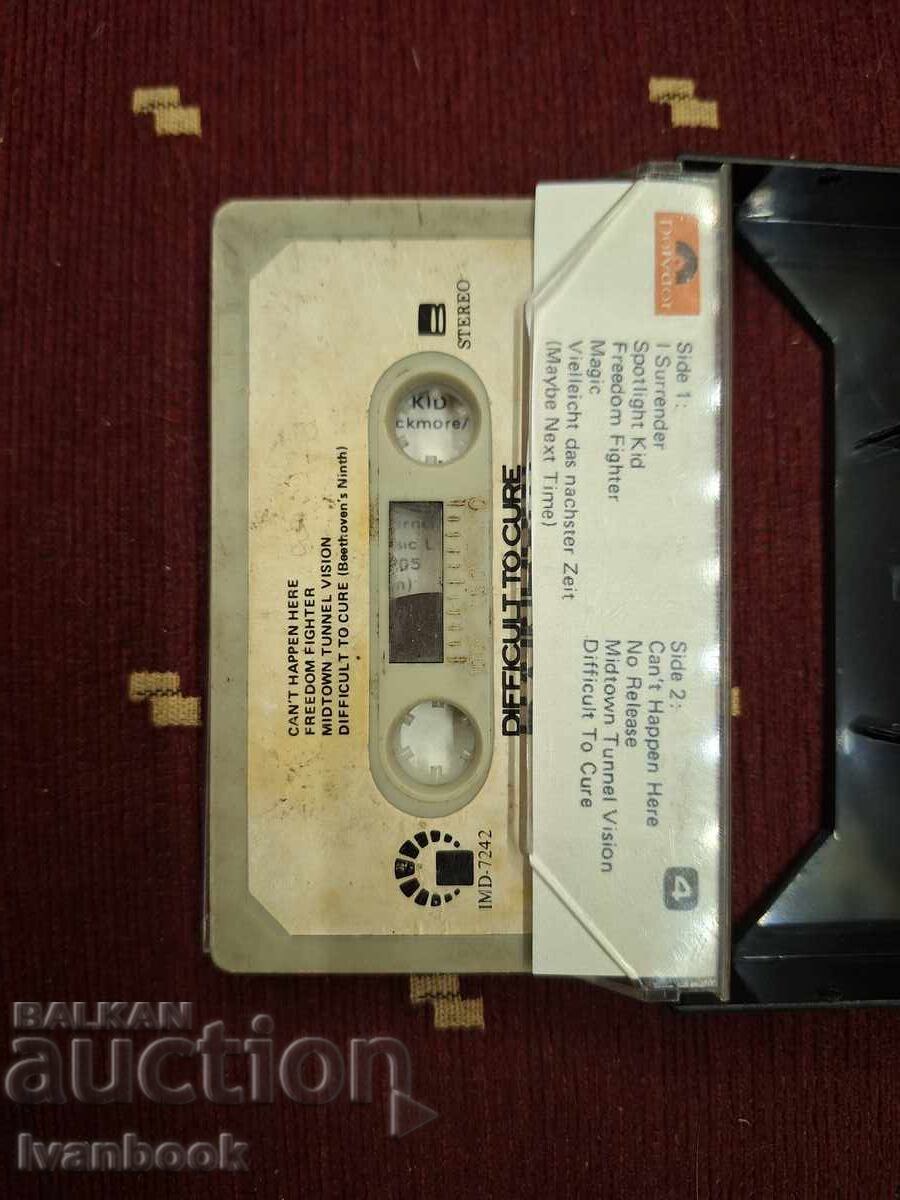 polydor
Side 1:
I Surrender
Spotlight Kid
Freedom Fighter
Magic
Vielleicht das nachster Zeit
(Maybe Next Time)
Side 2:
Can't Happen Here
No Release
Midtown Tunnel Vision
Difficult To Cure
4
DIFFICULT TO CURE
B
STEREO
KID
ckmore/
sic L
IMD-7242
CAN'T HAPPEN HERE
FREEDOM FIGHTER
MIDTOWN TUNNEL VISION
DIFFICULT TO CURE (Beethoven's Ninth)
BALKAN
auction
Ivanbook